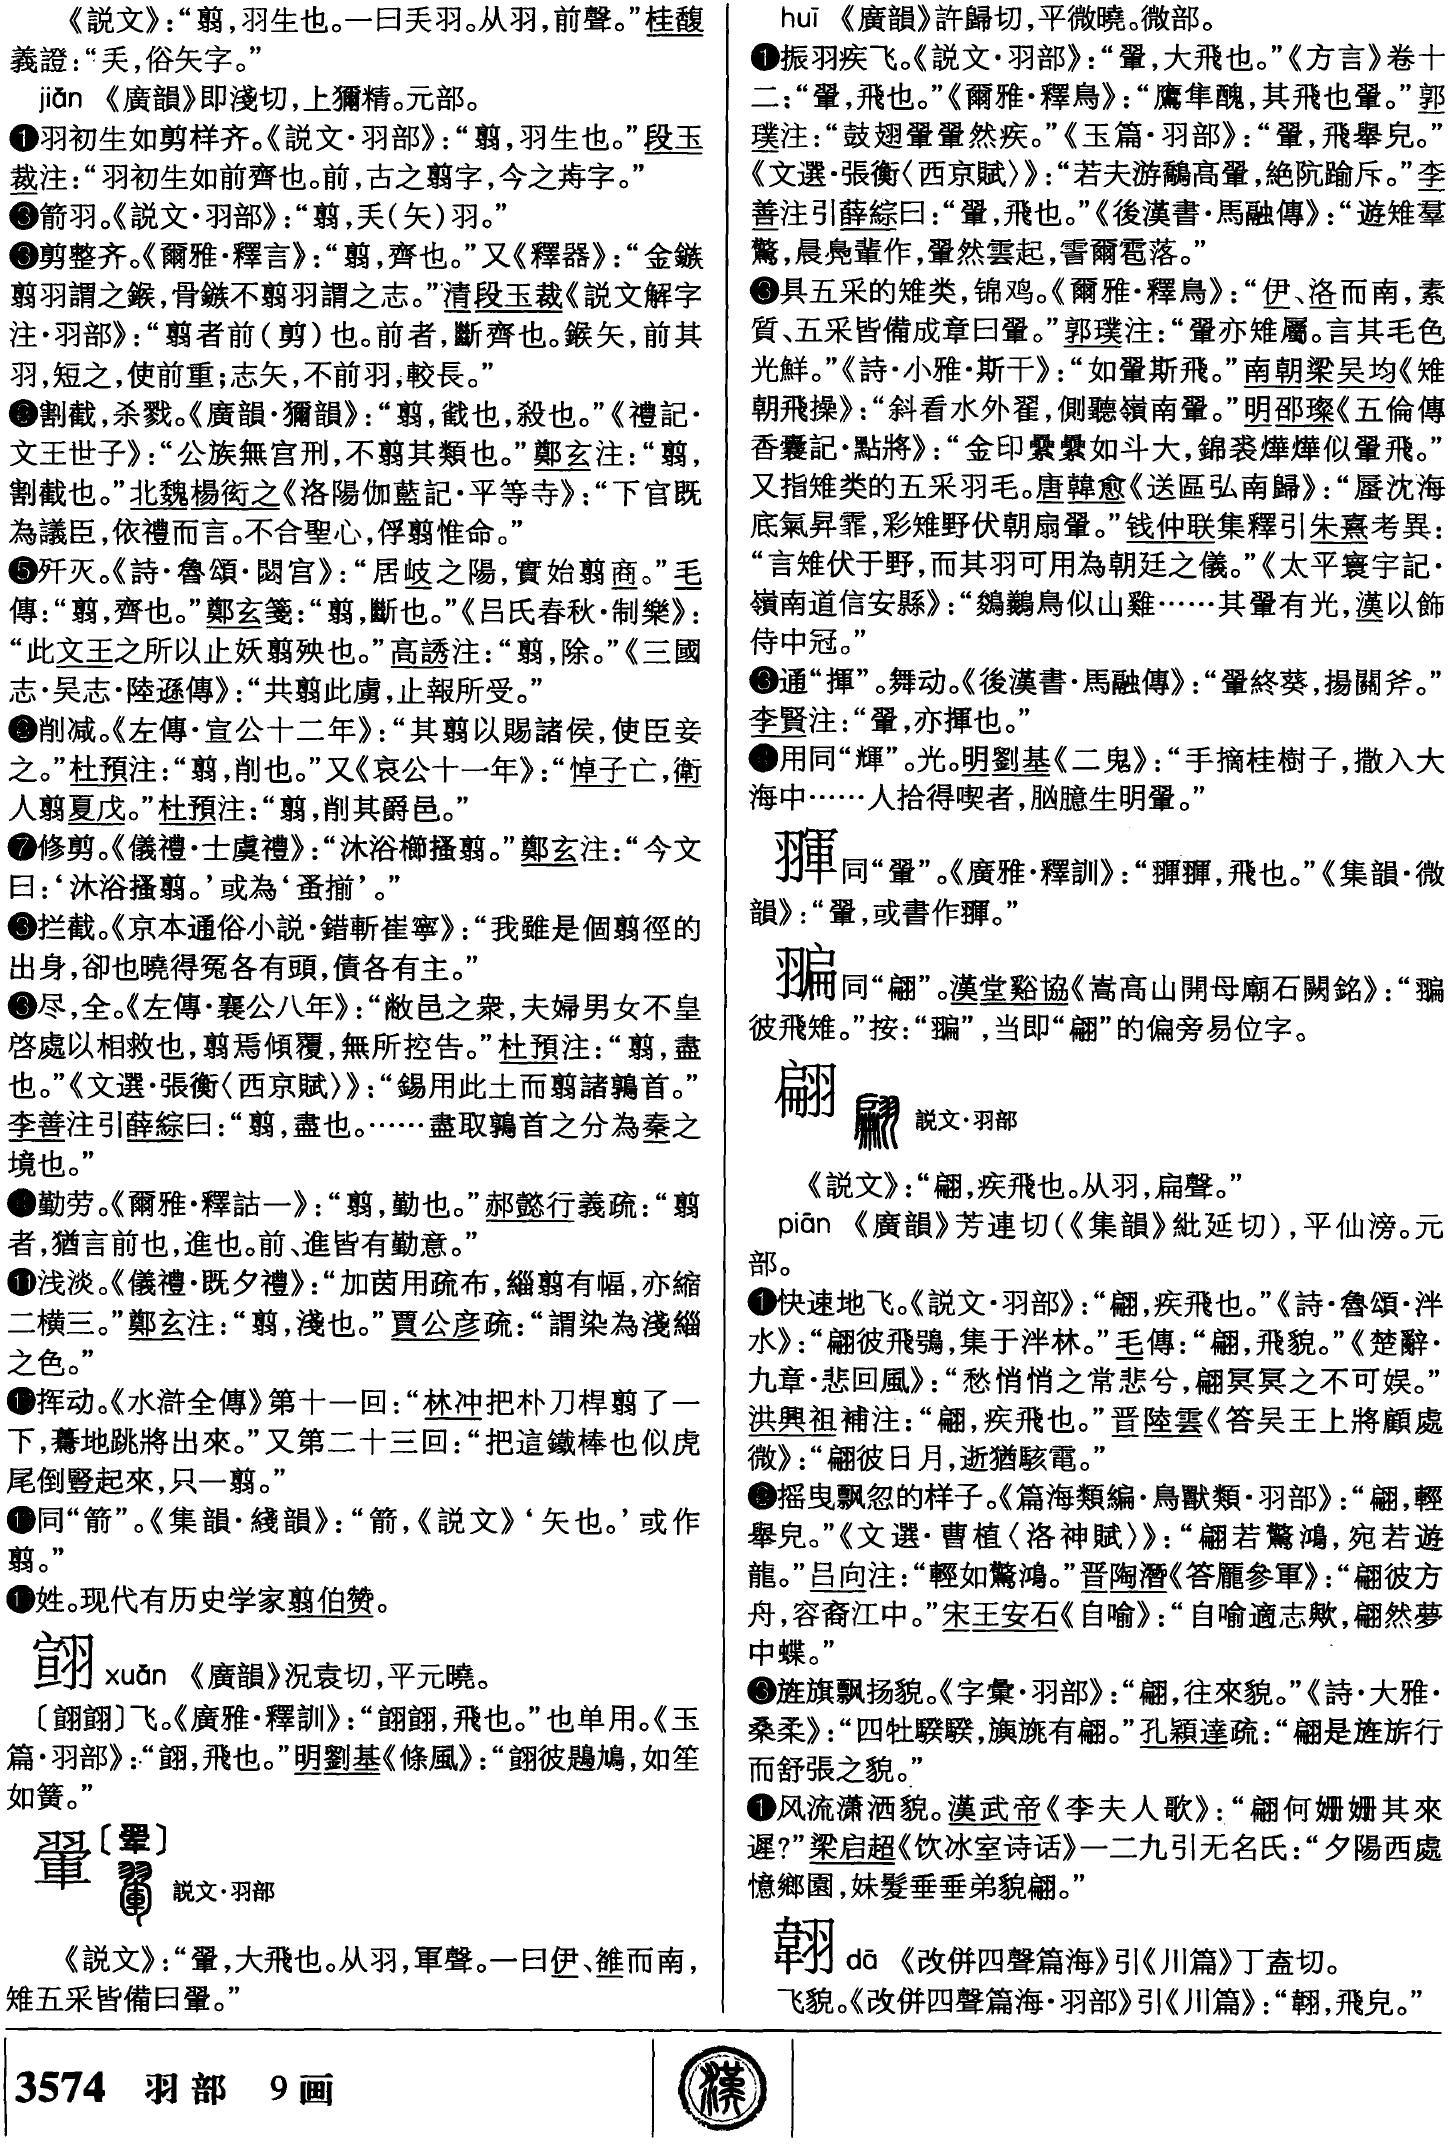 《説文》：“翦，羽生也。一曰㚔羽。从羽，前聲。”桂馥
義證：“㚔，俗矢字。”
jiǎn 《廣韻》即淺切，上獮精。元部。
❶羽初生如剪样齐。《説文·羽部》：“翦，羽生也。”段玉
裁注：“羽初生如前齊也。前，古之翦字，今之歬字。”
❷箭羽。《説文·羽部》：“翦，㚔(矢)羽。”
❸剪整齐。《爾雅·釋言》：“翦，齊也。”又《釋器》：“金鏃
翦羽謂之鍭，骨鏃不翦羽謂之志。”清段玉裁《説文解字
注·羽部》：“翦者前(剪)也。前者，斷齊也。鍭矢，前其
羽，短之，使前重；志矢，不前羽，較長。”
❹割截，杀戮。《廣韻·獮韻》：“翦，截也，殺也。”《禮記·
文王世子》：“公族無宫刑，不翦其類也。”鄭玄注：“翦，
割截也。”北魏楊衒之《洛陽伽藍記·平等寺》：“下官既
為議臣，依禮而言。不合聖心，俘翦惟命。”
❺歼灭。《詩·魯頌·閟宫》：“居岐之陽，實始翦商。”毛
傳：“翦，齊也。”鄭玄箋：“翦，斷也。”《吕氏春秋·制樂》：
“此文王之所以止妖翦殃也。”高誘注：“翦，除。”《三國
志·吴志·陸遜傳》：“共翦此虜，止報所受。”
❻削减。《左傳·宣公十二年》：“其翦以賜諸侯，使臣妾
之。”杜預注：“翦，削也。”又《哀公十一年》：“悼子亡，衛
人翦夏戊。”杜預注：“翦，削其爵邑。”
❼修剪。《儀禮·士虞禮》：“沐浴櫛搔翦。”鄭玄注：“今文
曰：‘沐浴搔翦。’或為‘蚤揃’。”
❽拦截。《京本通俗小説·錯斬崔寧》：“我雖是個翦徑的
出身，卻也曉得冤各有頭，債各有主。”
❾尽，全。《左傳·襄公八年》：“敝邑之衆，夫婦男女不皇
啓處以相救也，翦焉傾覆，無所控告。”杜預注：“翦，盡
也。”《文選·張衡〈西京賦〉》：“錫用此土而翦諸鶉首。”
李善注引薛綜曰：“翦，盡也。……盡取鶉首之分為秦之
境也。”
❿勤劳。《爾雅·釋詁一》：“翦，勤也。”郝懿行義疏：“翦
者，猶言前也，進也。前、進皆有勤意。”
⓫浅淡。《儀禮·既夕禮》：“加茵用疏布，緇翦有幅，亦縮
二横三。”鄭玄注：“翦，淺也。”賈公彦疏：“謂染為淺緇
之色。”
⓬挥动。《水滸全傳》第十一回：“林冲把朴刀桿翦了一
下，驀地跳將出來。”又第二十三回：“把這鐵棒也似虎
尾倒豎起來，只一翦。”
⓭同“箭”。《集韻·綫韻》：“箭，《説文》‘矢也。’或作
翦。”
⓮姓。现代有历史学家翦伯赞。
翧 xuān 《廣韻》況袁切，平元曉。
〔翧翧〕飞。《廣雅·釋訓》：“翧翧，飛也。”也单用。《玉
篇·羽部》：“翧，飛也。”明劉基《條風》：“翧彼鶗鳩，如笙
如簧。”
翬〔翚〕 説文·羽部
《説文》：“翬，大飛也。从羽，軍聲。一曰伊、雒而南，
雉五采皆備曰翬。”
huī 《廣韻》許歸切，平微曉。微部。
❶振羽疾飞。《説文·羽部》：“翬，大飛也。”《方言》卷十
二：“翬，飛也。”《爾雅·釋鳥》：“鷹隼醜，其飛也翬。”郭
璞注：“鼓翅翬翬然疾。”《玉篇·羽部》：“翬，飛舉皃。”
《文選·張衡〈西京賦〉》：“若夫游鷮高翬，絶阬踰斥。”李
善注引薛綜曰：“翬，飛也。”《後漢書·馬融傳》：“遊雉羣
驚，晨鳧輩作，翬然雲起，霅爾雹落。”
❷具五采的雉类，锦鸡。《爾雅·釋鳥》：“伊、洛而南，素
質、五采皆備成章曰翬。”郭璞注：“翬亦雉屬。言其毛色
光鮮。”《詩·小雅·斯干》：“如翬斯飛。”南朝梁吴均《雉
朝飛操》：“斜看水外翟，側聽嶺南翬。”明邵璨《五倫傳
香囊記·點將》：“金印纍纍如斗大，錦裘燁燁似翬飛。”
又指雉类的五采羽毛。唐韓愈《送區弘南歸》：“蜃沈海
底氣昇霏，彩雉野伏朝扇翬。”钱仲联集釋引朱熹考異：
“言雉伏于野，而其羽可用為朝廷之儀。”《太平寰宇記·
嶺南道信安縣》：“鵕䴊鳥似山雞……其翬有光，漢以飾
侍中冠。”
❸通“揮”。舞动。《後漢書·馬融傳》：“翬終葵，揚關斧。”
李賢注：“翬，亦揮也。”
❹用同“輝”。光。明劉基《二鬼》：“手摘桂樹子，撒入大
海中……人拾得喫者，脑臆生明翬。”
𦑩同“翬”。《廣雅·釋訓》：“𦑩𦑩，飛也。”《集韻·微
韻》：“翬，或書作𦑩。”
同“翩”。漢堂谿協《嵩高山開母廟石闕銘》：“
彼飛雉。”按：“”，当即“翩”的偏旁易位字。
翩 説文·羽部
《説文》：“翩，疾飛也。从羽，扁聲。”
piān 《廣韻》芳連切(《集韻》紕延切)，平仙滂。元
部。
❶快速地飞。《説文·羽部》：“翩，疾飛也。”《詩·魯頌·泮
水》：“翩彼飛鴞，集于泮林。”毛傳：“翩，飛貌。”《楚辭·
九章·悲回風》：“愁悄悄之常悲兮，翩冥冥之不可娱。”
洪興祖補注：“翩，疾飛也。”晋陸雲《答吴王上將顧處
微》：“翩彼日月，逝猶駭電。”
❷摇曳飘忽的样子。《篇海類編·鳥獸類·羽部》：“翩，輕
舉皃。”《文選·曹植〈洛神賦〉》：“翩若驚鴻，宛若遊
龍。”吕向注：“輕如驚鴻。”晋陶潛《答龐參軍》：“翩彼方
舟，容裔江中。”宋王安石《自喻》：“自喻適志歟，翩然夢
中蝶。”
❸旌旗飘扬貌。《字彙·羽部》：“翩，往來貌。”《詩·大雅·
桑柔》：“四牡騤騤，旟旐有翩。”孔穎達疏：“翩是旌旂行
而舒張之貌。”
❹风流潇洒貌。漢武帝《李夫人歌》：“翩何姗姗其來
遲？”梁启超《饮冰室诗话》一二九引无名氏：“夕陽西處
憶鄉園，妹髮垂垂弟貌翩。”
dā 《改併四聲篇海》引《川篇》丁盍切。
飞貌。《改併四聲篇海·羽部》引《川篇》：“，飛皃。”
3574 羽部 9画
漢